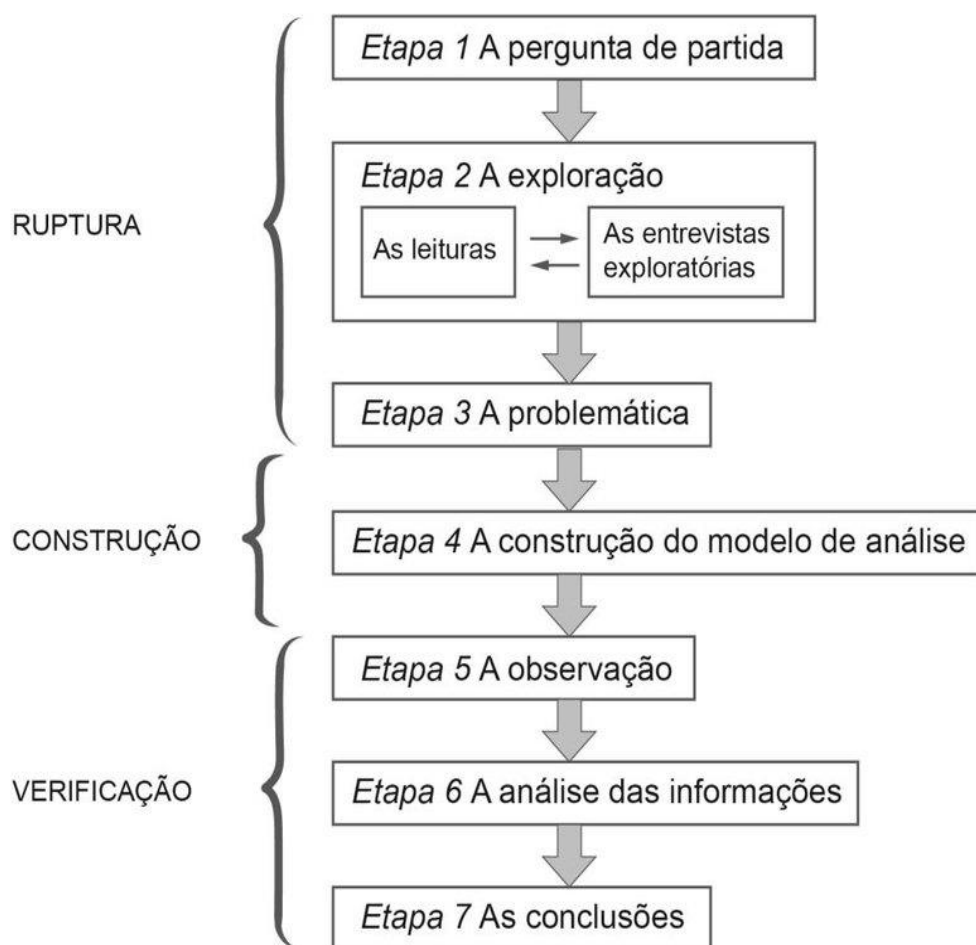 Etapa 1 A pergunta de partida
RUPTURA
Etapa 2 A exploração
As leituras
As entrevistas
exploratórias
Etapa 3 A problemática
CONSTRUÇÃO
Etapa 4 A construção do modelo de análise
VERIFICAÇÃO
Etapa 5 A observação
Etapa 6 A análise das informações
Etapa 7 As conclusões